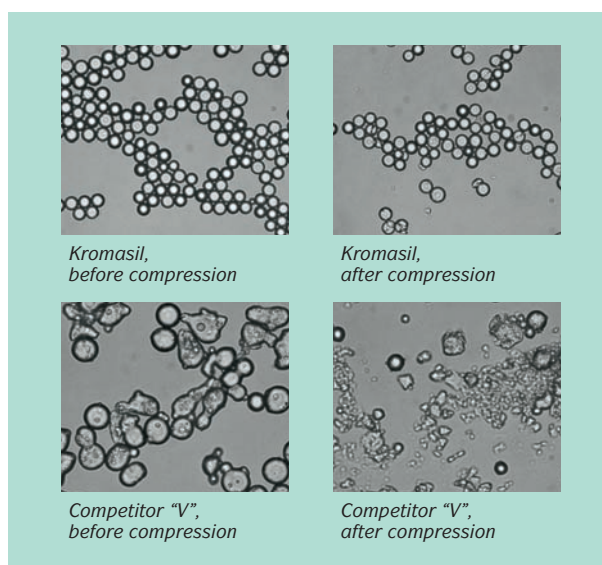 Kromasil,
before compression
Kromasil,
after compression
Competitor “V”,
before compression
Competitor “V”,
after compression